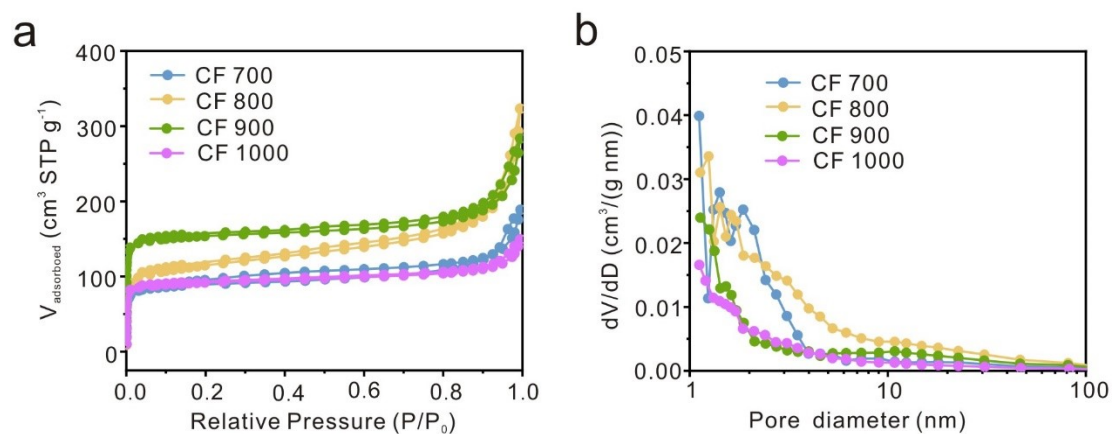 a
400
300
200
100
0
0.0 0.2 0.4 0.6 0.8 1.0
V adsorboed (cm³ STP g⁻¹)
Relative Pressure (P/P₀)
CF 700
CF 800
CF 900
CF 1000
b
0.05
0.04
0.03
0.02
0.01
0.00
1 10 100
dV/dD (cm³/(g nm))
Pore diameter (nm)
CF 700
CF 800
CF 900
CF 1000